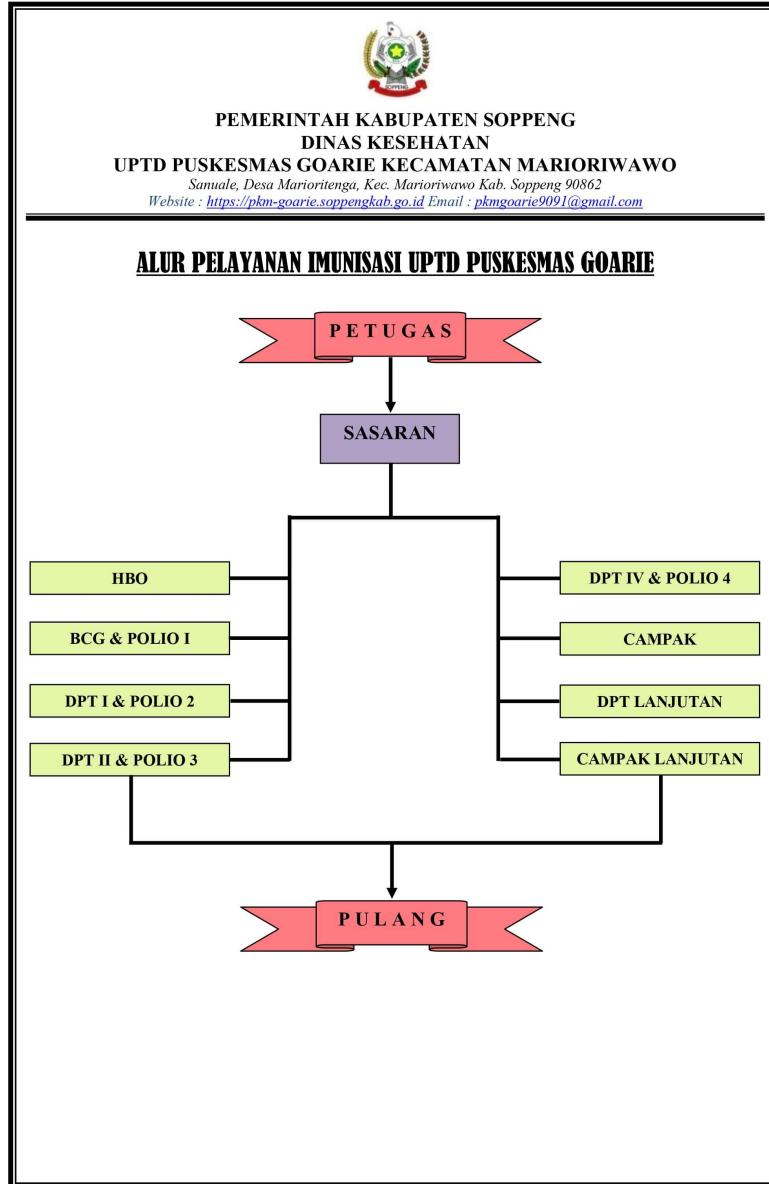 SOPPENG
PEMERINTAH KABUPATEN SOPPENG
DINAS KESEHATAN
UPTD PUSKESMAS GOARIE KECAMATAN MARIORIWAWO
Sanuale, Desa Marioritenga, Kec. Marioriwawo Kab. Soppeng 90862
Website : https://pkm-goarie.soppengkab.go.id Email : pkmgoarie9091@gmail.com
ALUR PELAYANAN IMUNISASI UPTD PUSKESMAS GOARIE
P E T U G A S
SASARAN
HBO
BCG & POLIO I
DPT I & POLIO 2
DPT II & POLIO 3
DPT IV & POLIO 4
CAMPAK
DPT LANJUTAN
CAMPAK LANJUTAN
P U L A N G